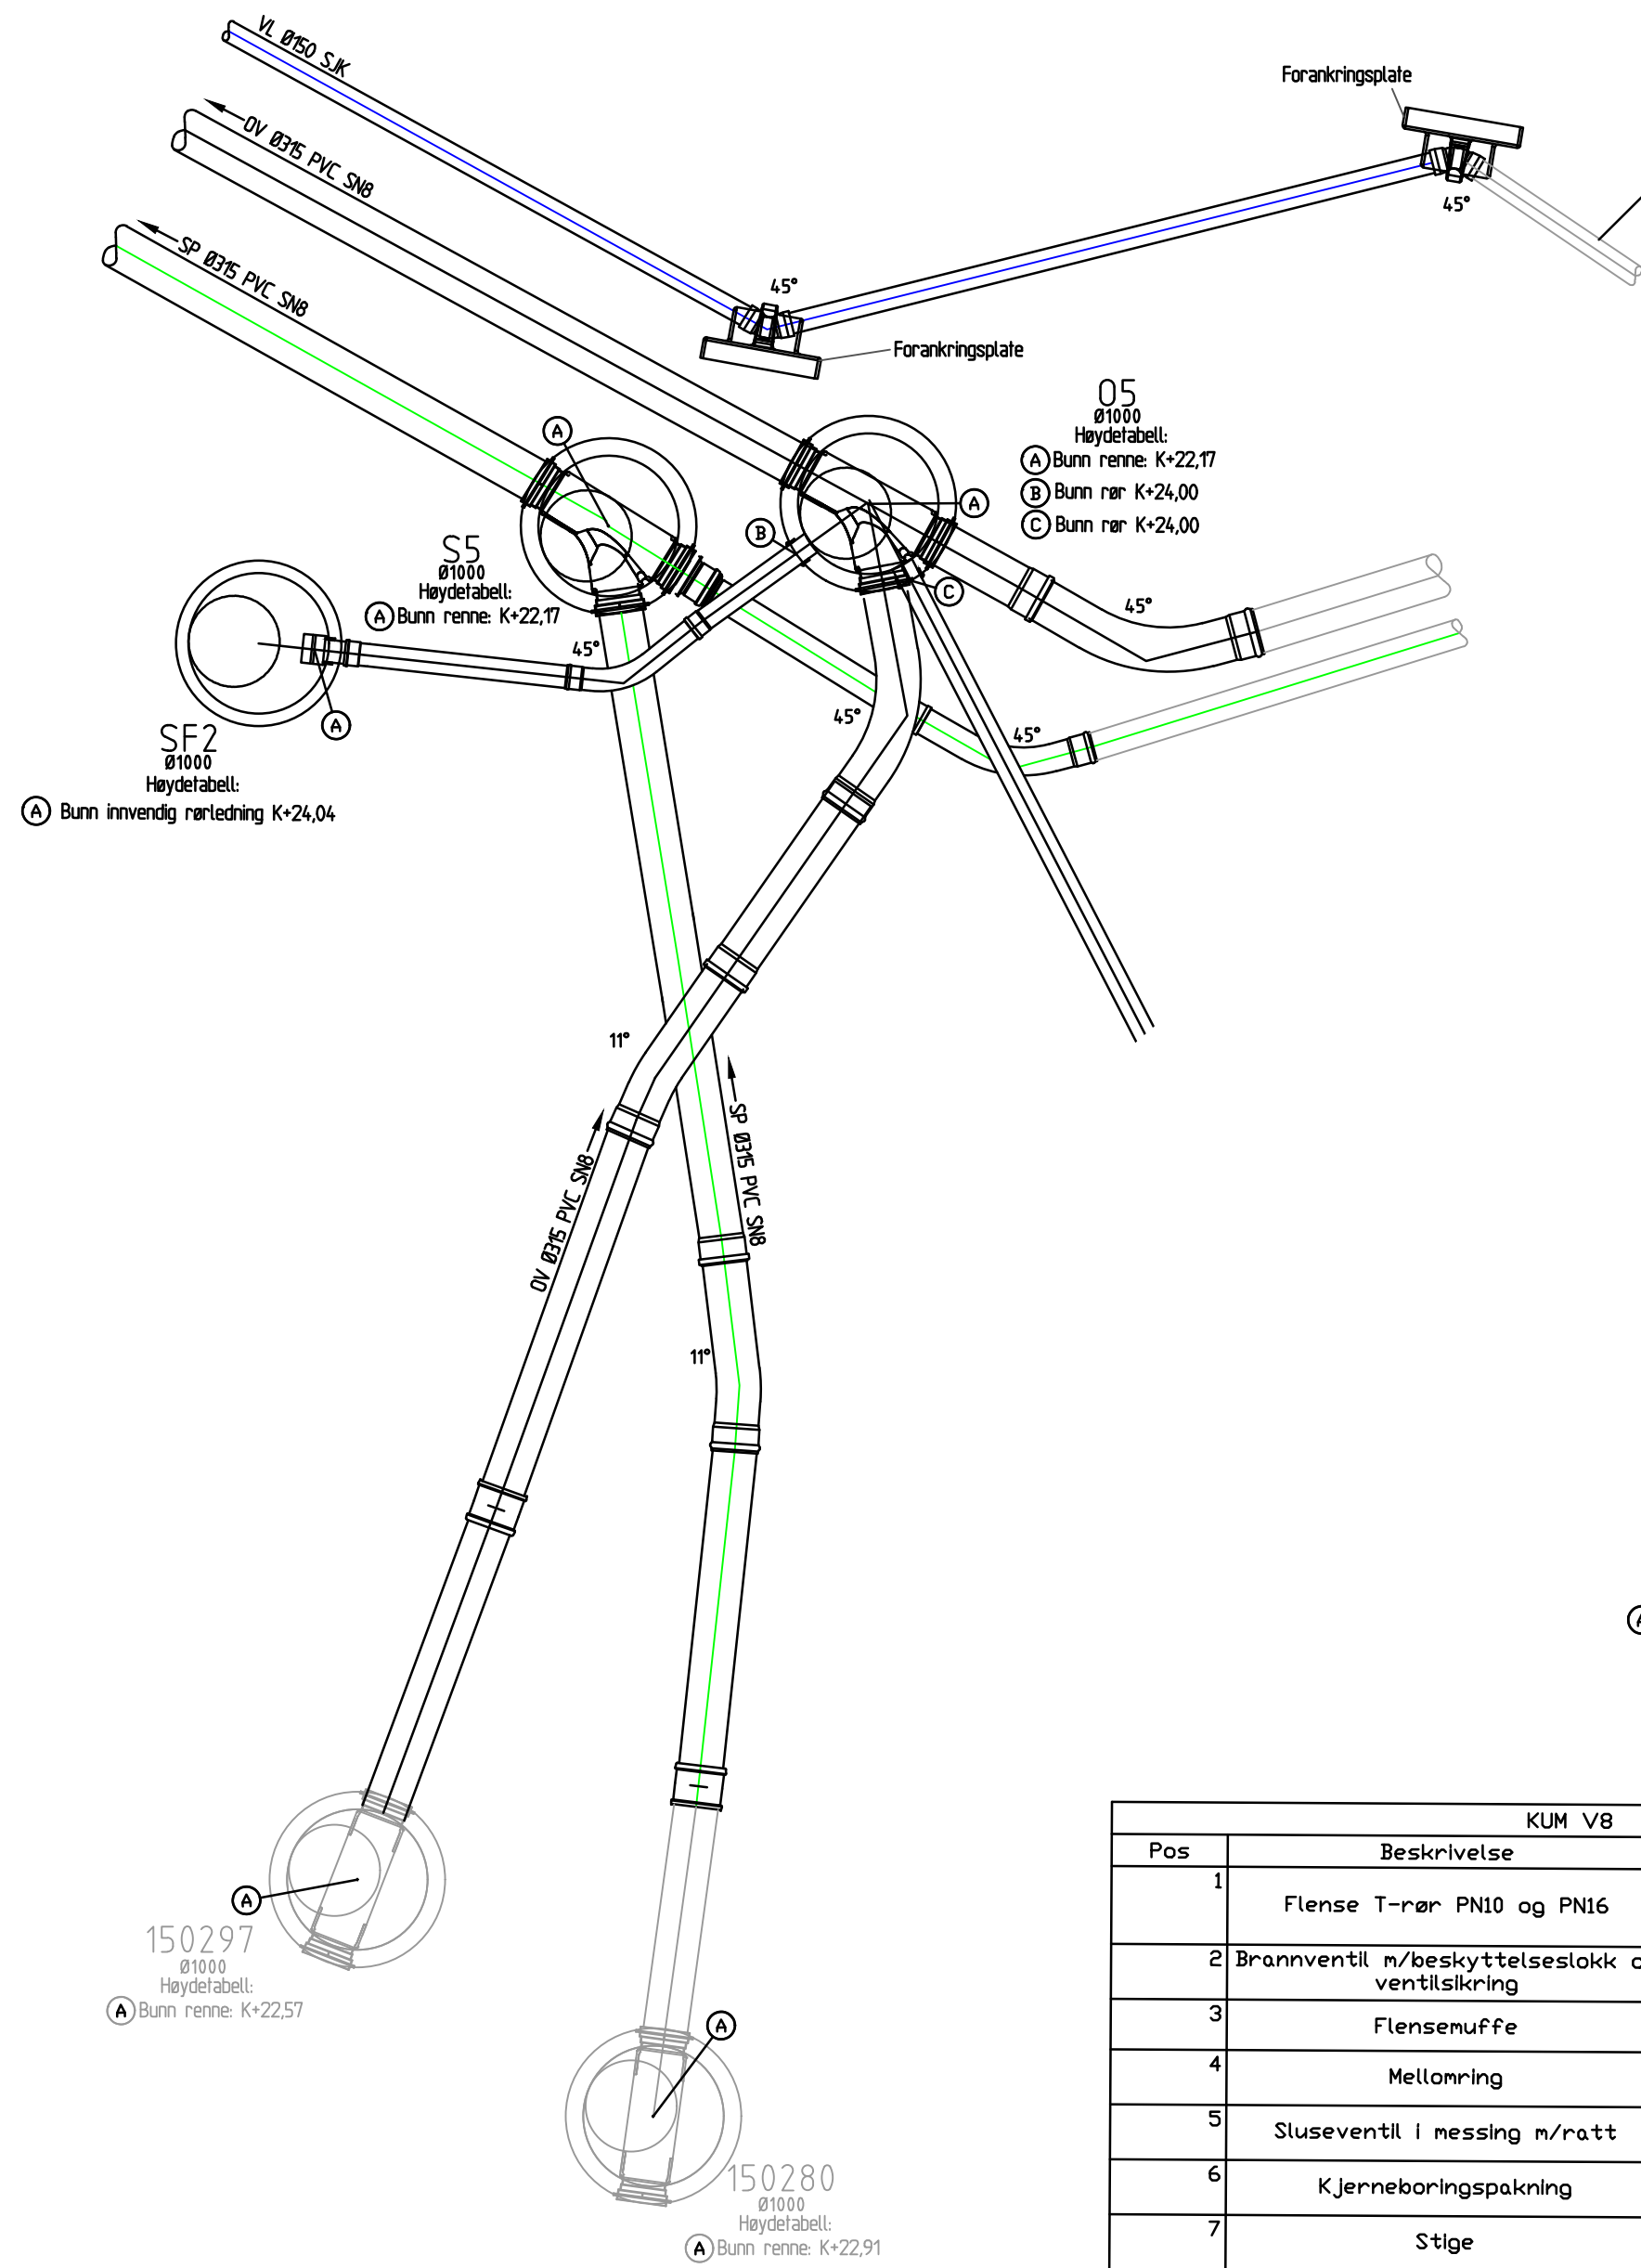 VL Ø150 SJK
OV Ø315 PVC SN8
SP Ø315 PVC SN8
Forankringsplate
45°
45°
Forankringsplate
O5
Ø1000
Høydetabell:
A Bunn renne: K+22,17
B Bunn rør K+24,00
C Bunn rør K+24,00
A
A
B
C
S5
Ø1000
Høydetabell:
A Bunn renne: K+22,17
45°
45°
45°
45°
A
SF2
Ø1000
Høydetabell:
A Bunn innvendig rørledning K+24,04
11°
OV Ø315 PVC SN8
SP Ø315 PVC SN8
11°
A
150297
Ø1000
Høydetabell:
A Bunn renne: K+22,57
A
150280
Ø1000
Høydetabell:
A Bunn renne: K+22,91
KUM V8
Pos Beskrivelse
1 Flense T-rør PN10 og PN16
2 Brannventil m/beskyttelseslokk
ventilsikring
3 Flensemuffe
4 Mellomring
5 Sluseventil i messing m/ratt
6 Kjerneboringspakning
7 Stige